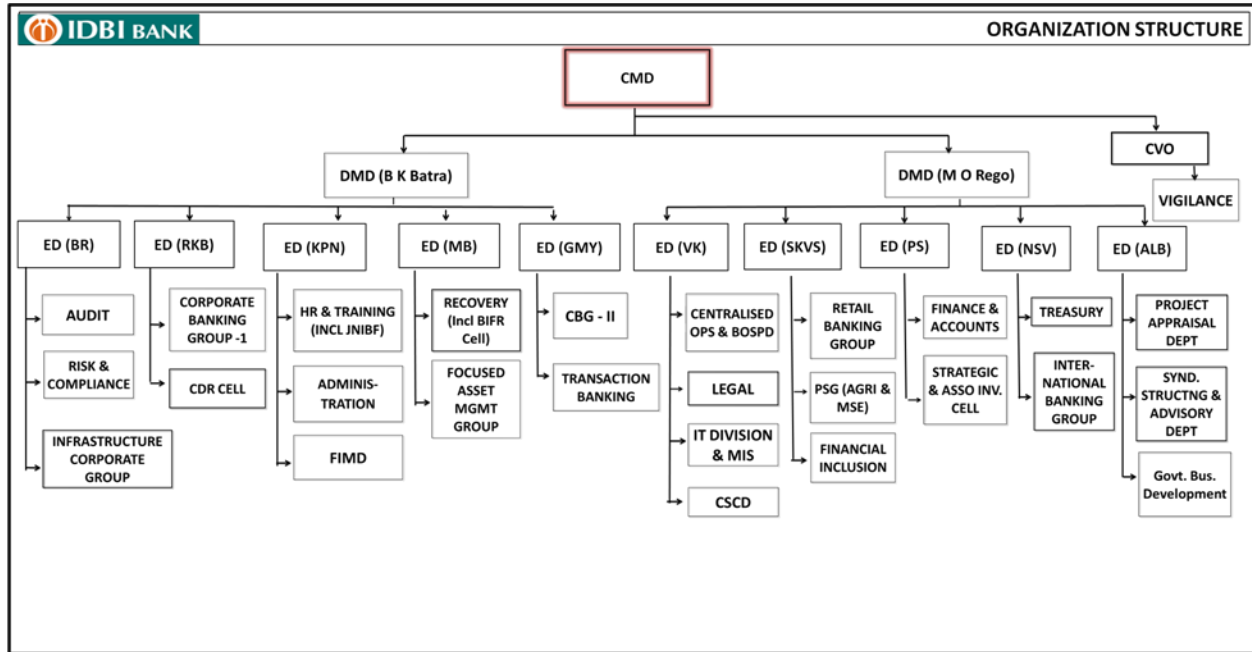 IDBI BANK
ORGANIZATION STRUCTURE
CMD
CVO
VIGILANCE
DMD (B K Batra)
DMD (M O Rego)
ED (BR)
ED (RKB)
ED (KPN)
ED (MB)
ED (GMY)
ED (VK)
ED (SKVS)
ED (PS)
ED (NSV)
ED (ALB)
AUDIT
RISK &
COMPLIANCE
INFRASTRUCTURE
CORPORATE
GROUP
CORPORATE
BANKING
GROUP -1
CDR CELL
HR & TRAINING
(INCL JNIBF)
ADMINIS-
TRATION
FIMD
RECOVERY
(Incl BIFR
Cell)
FOCUSED
ASSET
MGMT
GROUP
CBG - II
TRANSACTION
BANKING
CENTRALISED
OPS & BOSPD
LEGAL
IT DIVISION
& MIS
CSCD
RETAIL
BANKING
GROUP
PSG (AGRI &
MSE)
FINANCIAL
INCLUSION
FINANCE &
ACCOUNTS
STRATEGIC
& ASSO INV.
CELL
TREASURY
INTER-
NATIONAL
BANKING
GROUP
PROJECT
APPRAISAL
DEPT
SYND.
STRUCTNG &
ADVISORY
DEPT
Govt. Bus.
Development